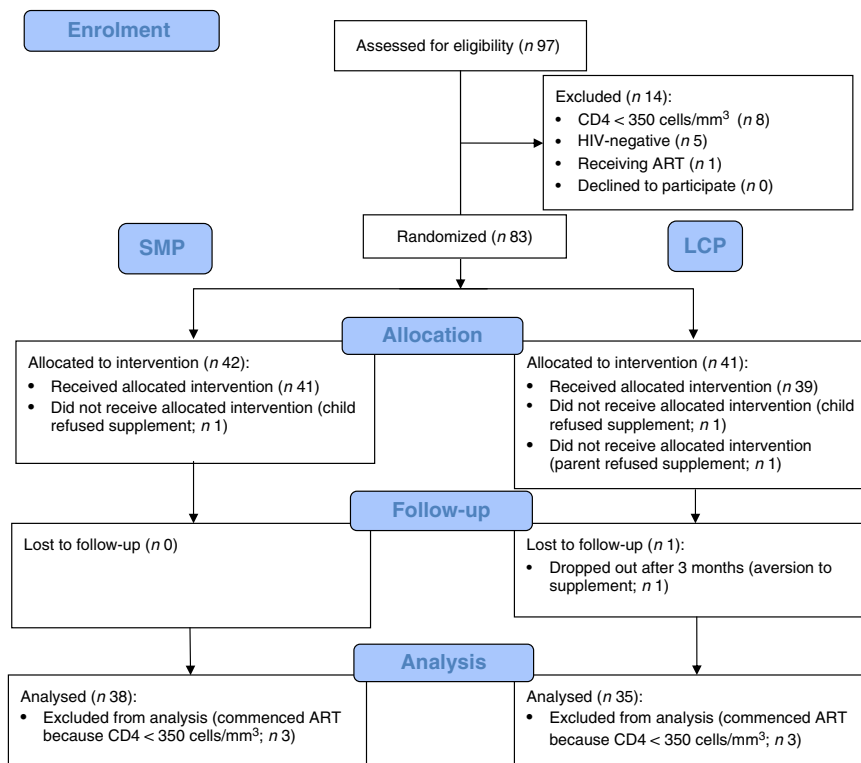 Enrolment
Assessed for eligibility (n 97)
Excluded (n 14):
• CD4 < 350 cells/mm³ (n 8)
• HIV-negative (n 5)
• Receiving ART (n 1)
• Declined to participate (n 0)
Randomized (n 83)
SMP
LCP
Allocation
Allocated to intervention (n 42):
• Received allocated intervention (n 41)
• Did not receive allocated intervention (child
refused supplement; n 1)
Allocated to intervention (n 41):
• Received allocated intervention (n 39)
• Did not receive allocated intervention (child
refused supplement; n 1)
• Did not receive allocated intervention
(parent refused supplement; n 1)
Follow-up
Lost to follow-up (n 0)
Lost to follow-up (n 1):
• Dropped out after 3 months (aversion to
supplement; n 1)
Analysis
Analysed (n 38):
• Excluded from analysis (commenced ART
because CD4 < 350 cells/mm³; n 3)
Analysed (n 35):
• Excluded from analysis (commenced ART
because CD4 < 350 cells/mm³; n 3)